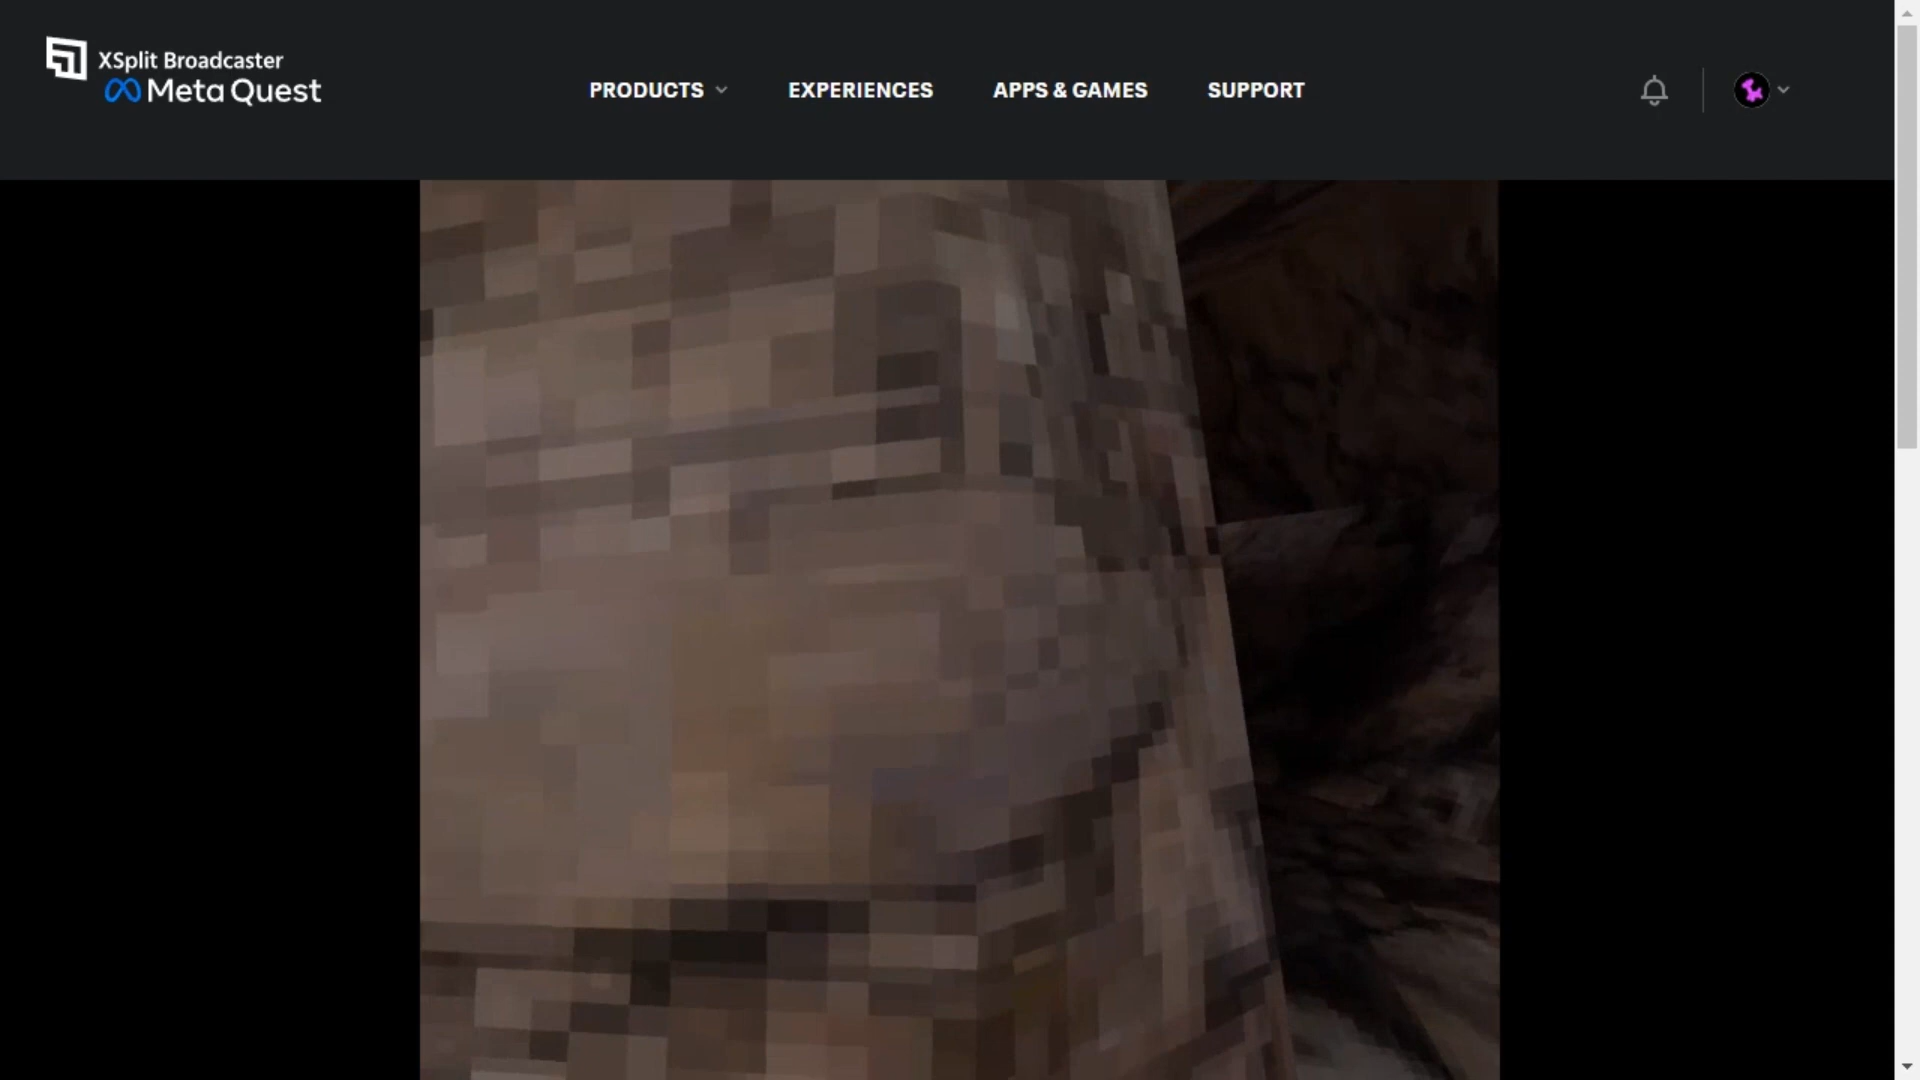 XSplit Broadcaster
Meta Quest
PRODUCTS
EXPERIENCES
APPS & GAMES
SUPPORT